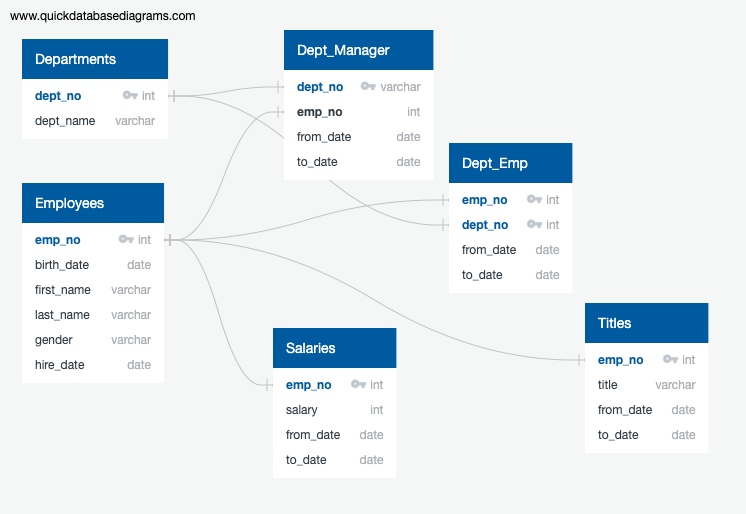 www.quickdatabasediagrams.com
Departments
dept_no int
dept_name varchar
Dept_Manager
dept_no varchar
emp_no int
from_date date
to_date date
Dept_Emp
emp_no int
dept_no int
from_date date
to_date date
Employees
emp_no int
birth_date date
first_name varchar
last_name varchar
gender varchar
hire_date date
Salaries
emp_no int
salary int
from_date date
to_date date
Titles
emp_no int
title varchar
from_date date
to_date date